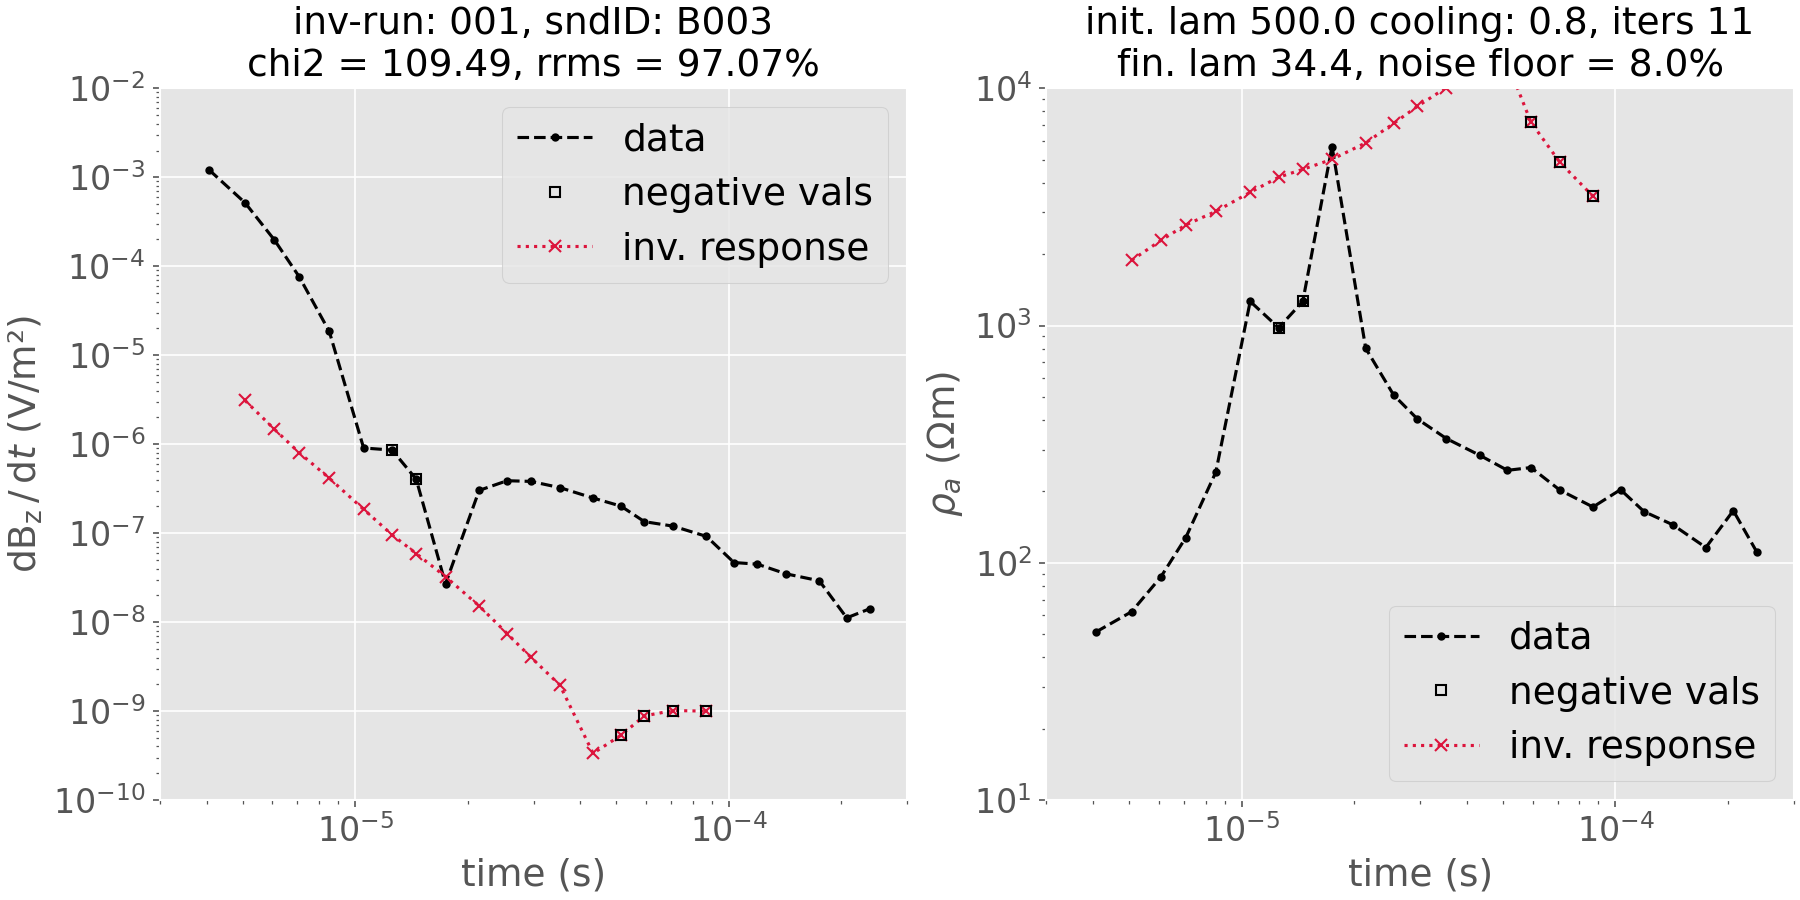 inv-run: 001, sndID: B003
chi2 = 109.49, rrms = 97.07%
10⁻²
10⁻³
10⁻⁴
10⁻⁵
10⁻⁶
10⁻⁷
10⁻⁸
10⁻⁹
10⁻¹⁰
dB_z / dt (V/m²)
data
negative vals
inv. response
10⁻⁵ 10⁻⁴
time (s)
init. lam 500.0 cooling: 0.8, iters 11
fin. lam 34.4, noise floor = 8.0%
10⁴
10³
10²
10¹
ρₐ (Ωm)
data
negative vals
inv. response
10⁻⁵ 10⁻⁴
time (s)